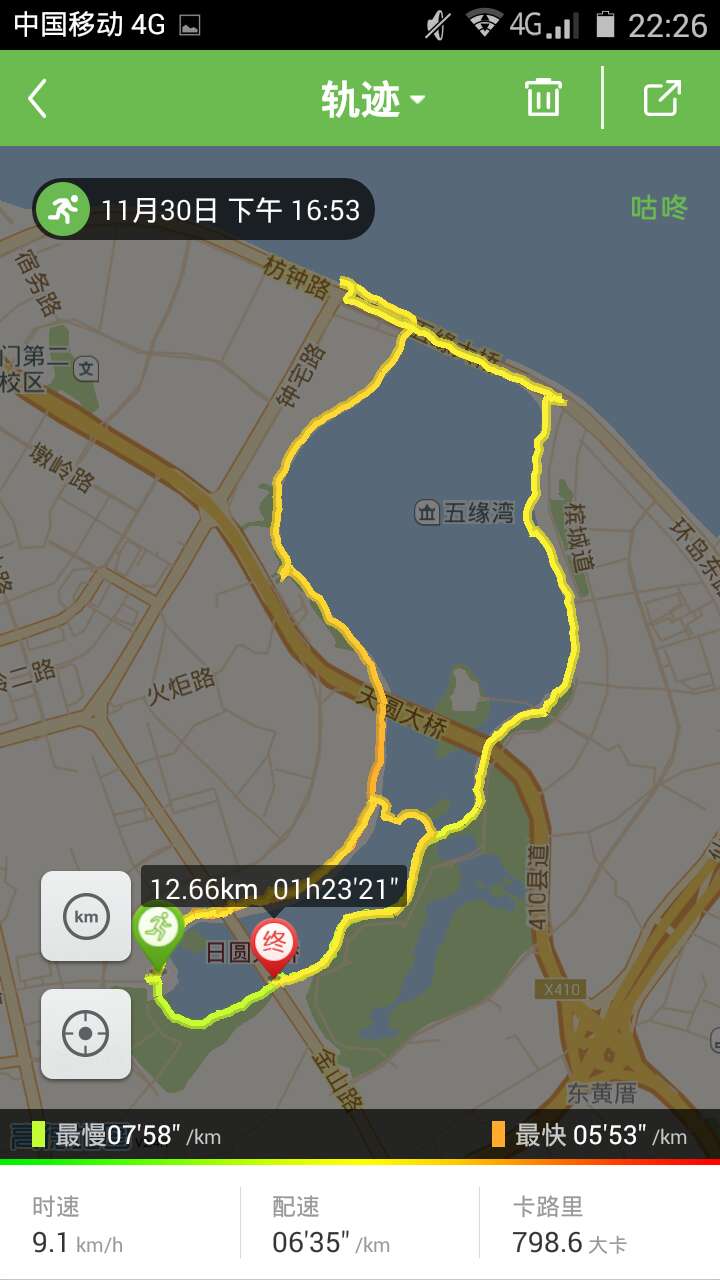 中国移动 4G
4G
22:26
轨迹
11月30日 下午 16:53
咕咚
宿务路
枋钟路
五缘大桥
门第二
校区
文
钟宅路
墩岭路
五缘湾
槟城道
环岛东路
火炬路
天圆大桥
410县道
km
12.66km 01h23'21"
终
日圆
X410
金山路
东黄厝
最慢07'58" /km
最快 05'53" /km
时速
配速
卡路里
9.1 km/h
06'35" /km
798.6 大卡